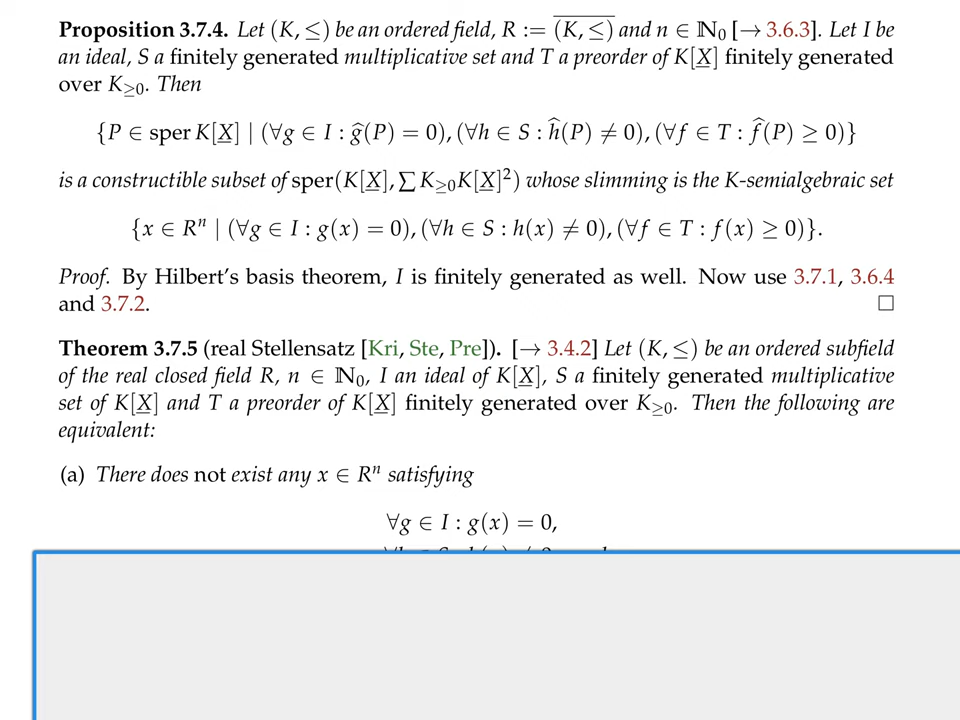 Proposition 3.7.4. Let (K, ≤) be an ordered field, R := \overline{(K, ≤)} and n ∈ ℕ₀ [→ 3.6.3]. Let I be
an ideal, S a finitely generated multiplicative set and T a preorder of K[X̲] finitely generated
over K_{≥0}. Then
{P ∈ sper K[X̲] | (∀g ∈ I : ĝ(P) = 0), (∀h ∈ S : ĥ(P) ≠ 0), (∀f ∈ T : f̂(P) ≥ 0)}
is a constructible subset of sper(K[X̲], ∑ K_{≥0}K[X̲]²) whose slimming is the K-semialgebraic set
{x ∈ Rⁿ | (∀g ∈ I : g(x) = 0), (∀h ∈ S : h(x) ≠ 0), (∀f ∈ T : f(x) ≥ 0)}.
Proof. By Hilbert’s basis theorem, I is finitely generated as well. Now use 3.7.1, 3.6.4
and 3.7.2. □
Theorem 3.7.5 (real Stellensatz [Kri, Ste, Pre]). [→ 3.4.2] Let (K, ≤) be an ordered subfield
of the real closed field R, n ∈ ℕ₀, I an ideal of K[X̲], S a finitely generated multiplicative
set of K[X̲] and T a preorder of K[X̲] finitely generated over K_{≥0}. Then the following are
equivalent:
(a) There does not exist any x ∈ Rⁿ satisfying
∀g ∈ I : g(x) = 0,